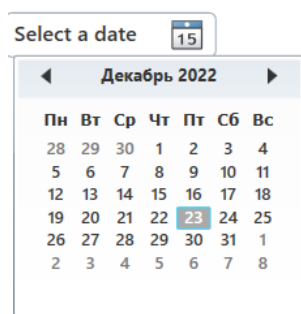 Select a date 15
Декабрь 2022
Пн Вт Ср Чт Пт Сб Вс
28 29 30 1 2 3 4
5 6 7 8 9 10 11
12 13 14 15 16 17 18
19 20 21 22 23 24 25
26 27 28 29 30 31 1
2 3 4 5 6 7 8